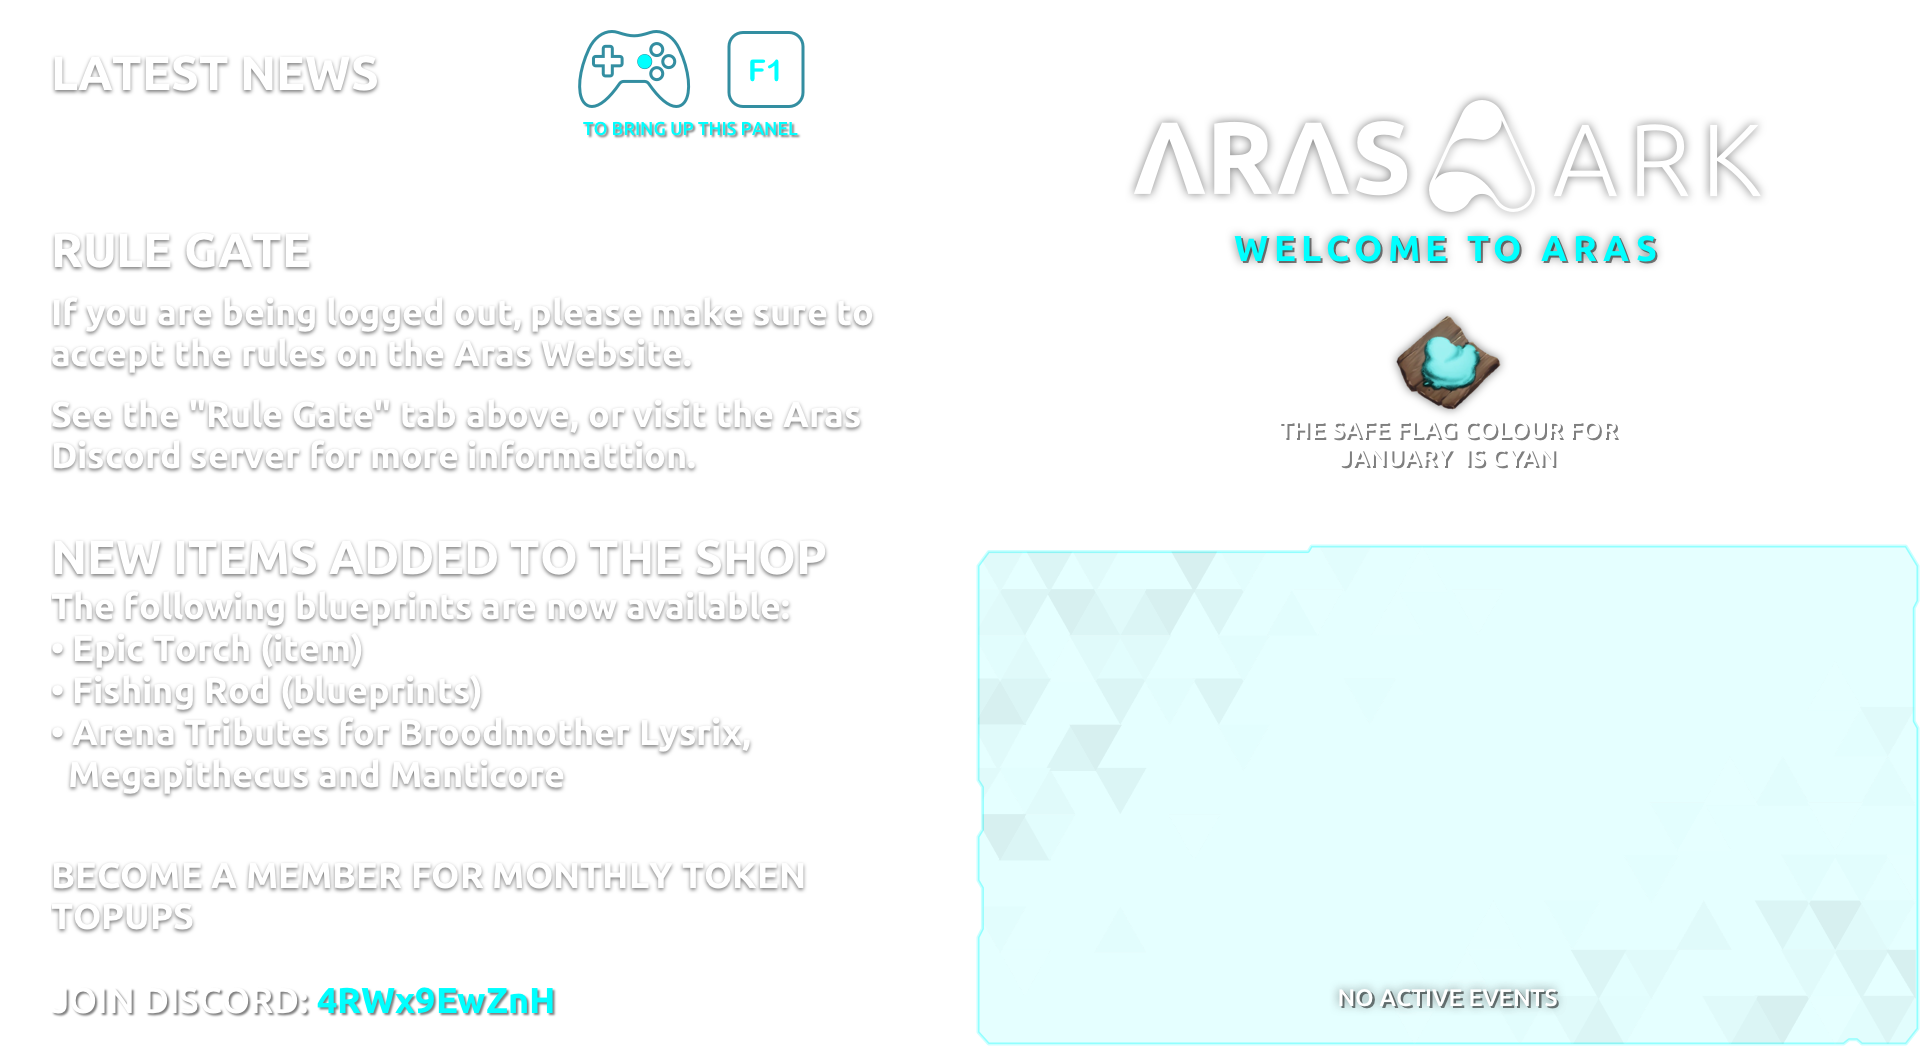 LATEST NEWS
F1
TO BRING UP THIS PANEL
RULE GATE
If you are being logged out, please make sure to
accept the rules on the Aras Website.
See the "Rule Gate" tab above, or visit the Aras
Discord server for more informattion.
NEW ITEMS ADDED TO THE SHOP
The following blueprints are now available:
• Epic Torch (item)
• Fishing Rod (blueprints)
• Arena Tributes for Broodmother Lysrix,
Megapithecus and Manticore
BECOME A MEMBER FOR MONTHLY TOKEN
TOPUPS
JOIN DISCORD: 4RWx9EwZnH
ARAS ARK
WELCOME TO ARAS
THE SAFE FLAG COLOUR FOR
JANUARY IS CYAN
NO ACTIVE EVENTS